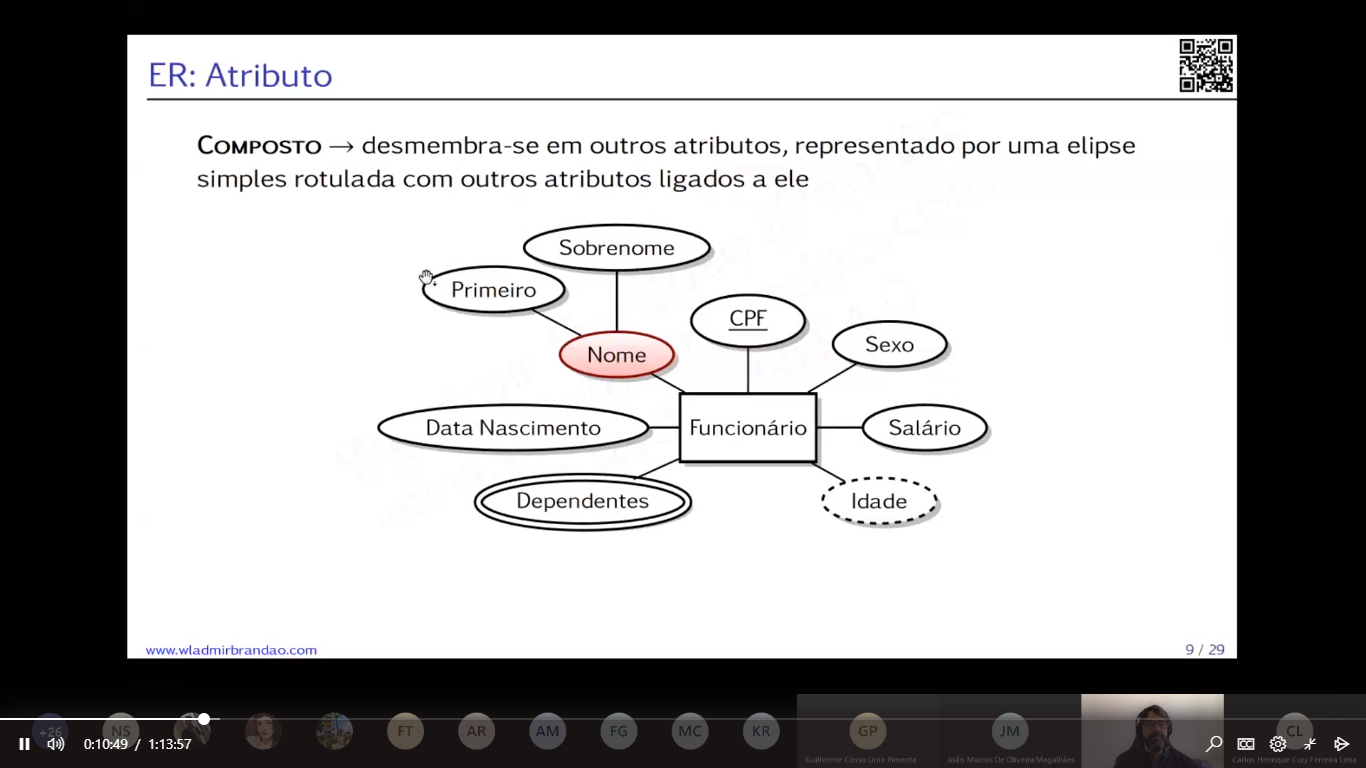 ER: Atributo
COMPOSTO → desmembra-se em outros atributos, representado por uma elipse
simples rotulada com outros atributos ligados a ele
Sobrenome
Primeiro
CPF
Sexo
Nome
Data Nascimento
Funcionário
Salário
Dependentes
Idade
www.wladmirbrandao.com
9 / 29
+26
NS
FT
AR
AM
FG
MC
KR
GP
JM
CL
0:10:49 / 1:13:57
Guilherme Cósso Lima Pimenta
João Marcos De Oliveira Magalhães
Carlos Henrique Cury Ferreira Lima